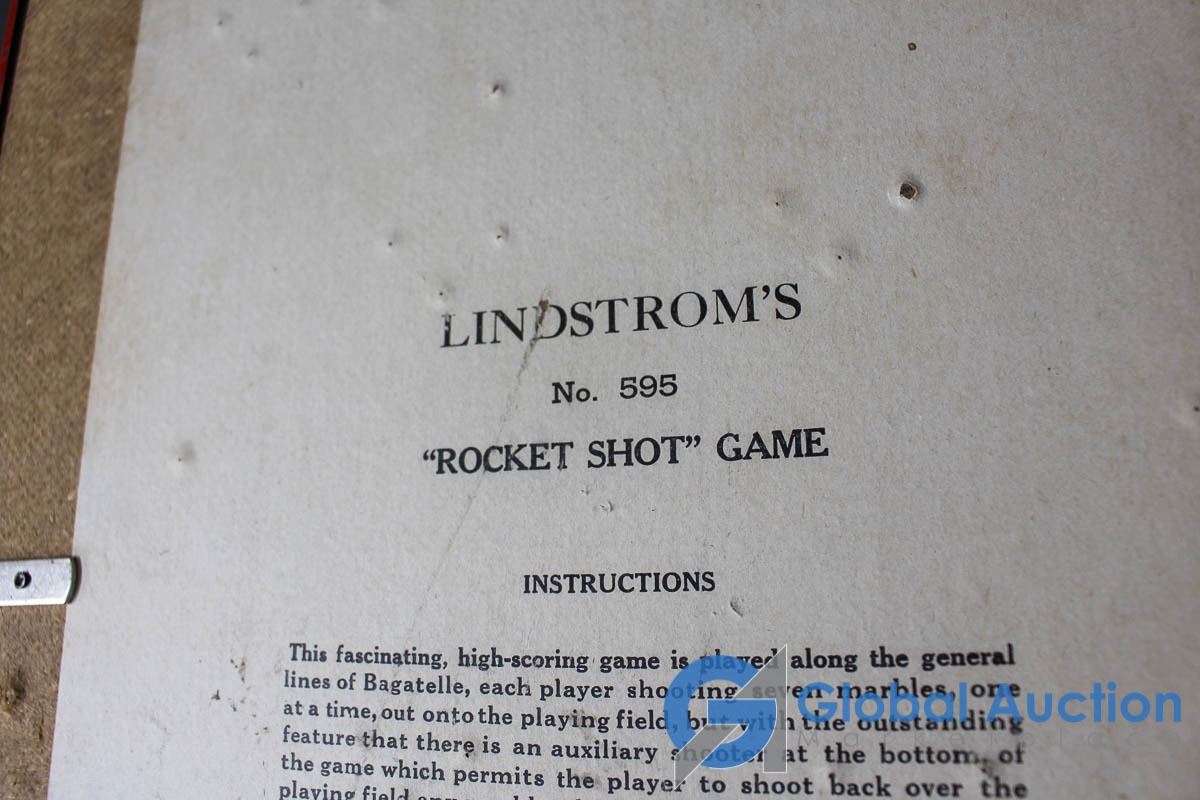 LINDSTROM'S
No. 595
"ROCKET SHOT" GAME
INSTRUCTIONS
This fascinating, high-scoring game is played along the general
lines of Bagatelle, each player shooting seven marbles, one
at a time, out onto the playing field, but with the outstanding
feature that there is an auxiliary shooter at the bottom of
the game which permits the player to shoot back over the
playing field any
Global Auction